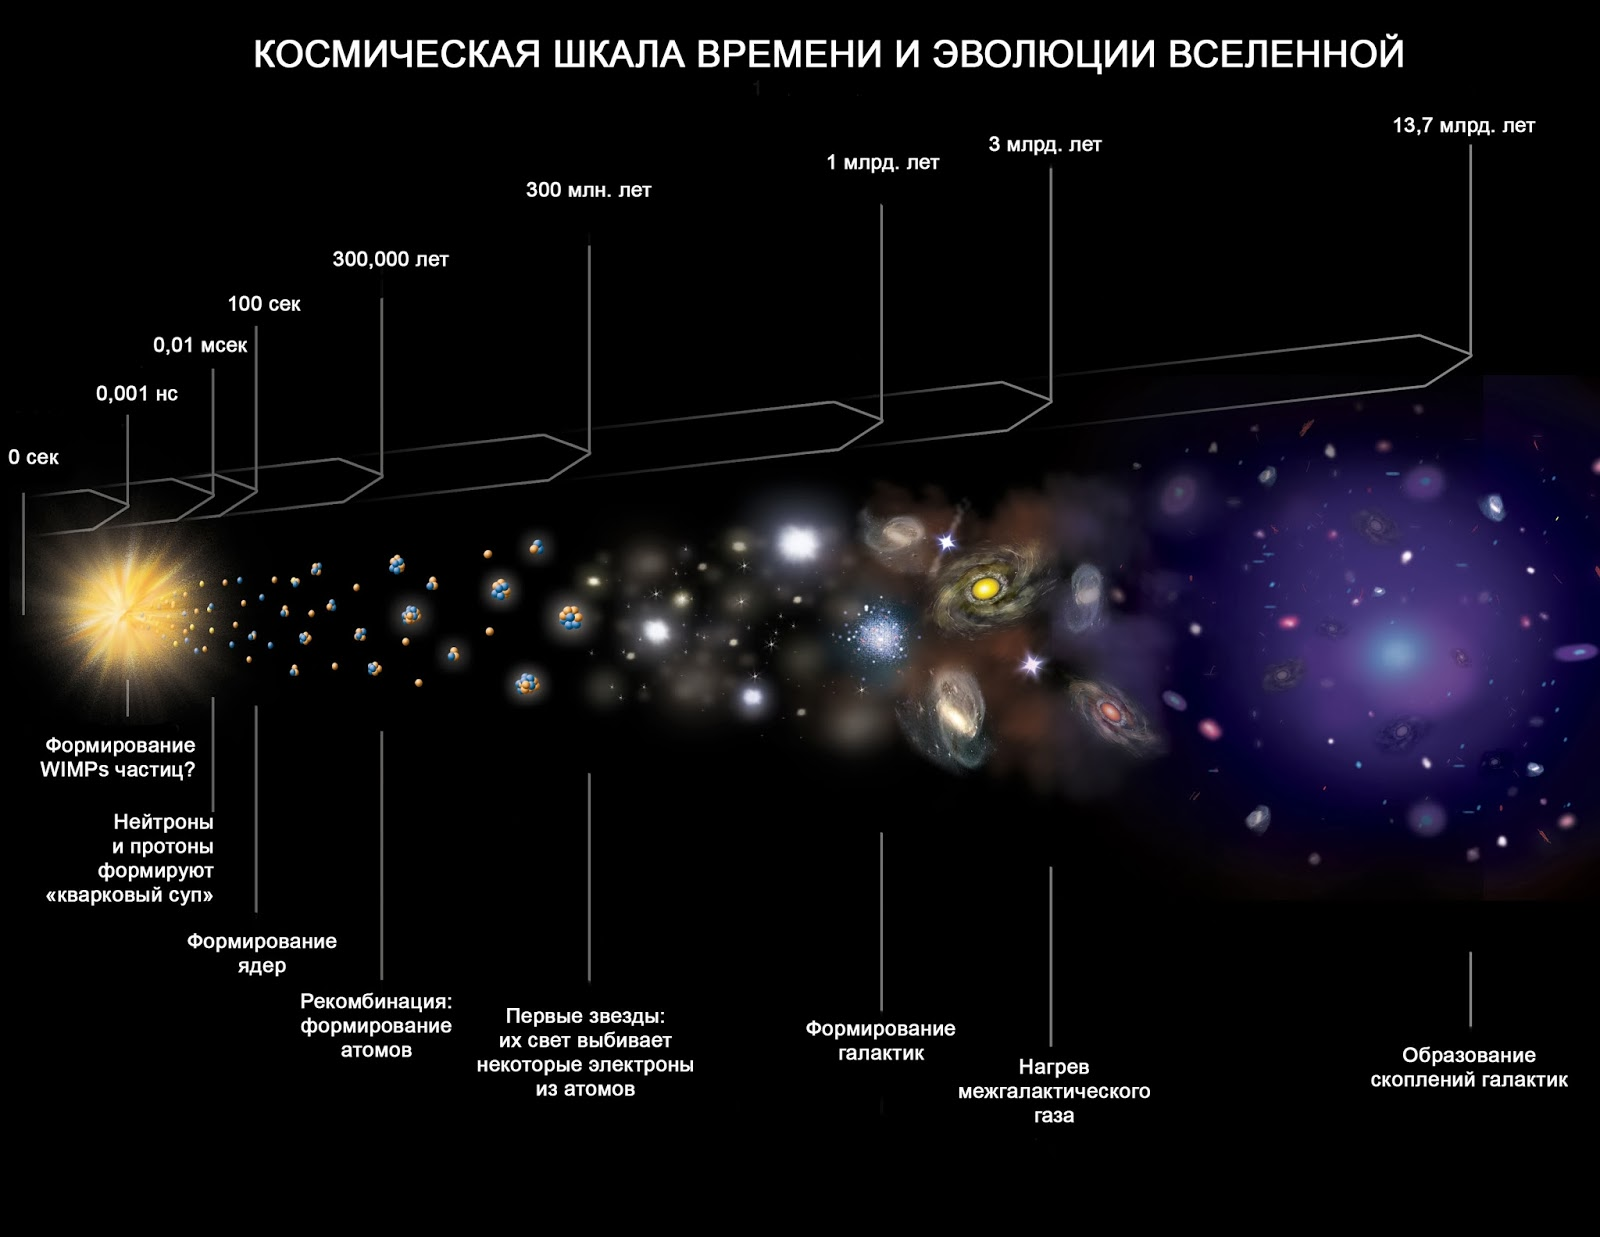 КОСМИЧЕСКАЯ ШКАЛА ВРЕМЕНИ И ЭВОЛЮЦИИ ВСЕЛЕННОЙ
0 сек
0,001 нс
0,01 мсек
100 сек
300,000 лет
300 млн. лет
1 млрд. лет
3 млрд. лет
13,7 млрд. лет
Формирование
WIMPs частиц?
Нейтроны
и протоны
формируют
«кварковый суп»
Формирование
ядер
Рекомбинация:
формирование
атомов
Первые звезды:
их свет выбивает
некоторые электроны
из атомов
Формирование
галактик
Нагрев
межгалактического
газа
Образование
скоплений галактик